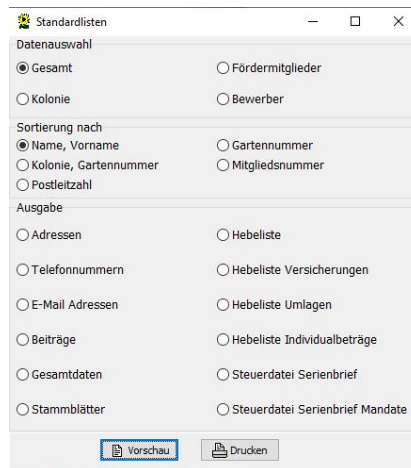 Standardlisten
Datenauswahl
Gesamt
Fördermitglieder
Kolonie
Bewerber
Sortierung nach
Name, Vorname
Gartennummer
Kolonie, Gartennummer
Mitgliedsnummer
Postleitzahl
Ausgabe
Adressen
Hebeliste
Telefonnummern
Hebeliste Versicherungen
E-Mail Adressen
Hebeliste Umlagen
Beiträge
Hebeliste Individualbeträge
Gesamtdaten
Steuerdatei Serienbrief
Stammblätter
Steuerdatei Serienbrief Mandate
Vorschau
Drucken